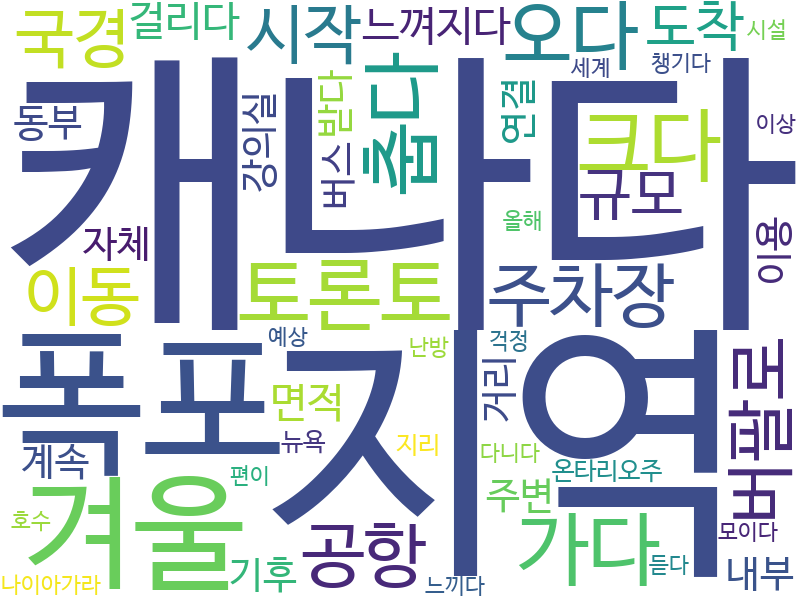 국경
걸리다
시작
느껴지다
오다
도착
시설
캐나다
동부
강의실
받다
버스
춥다
연결
세계
챙기다
크다
이상
규모
올해
이용
자체
이동
토론토
주차장
폭포
예상
지역
난방
걱정
버팔로
면적
거리
뉴욕
지리
다니다
계속
편이
온타리오주
겨울
주변
호수
공항
가다
모이다
나이아가라
기후
느끼다
듣다
내부